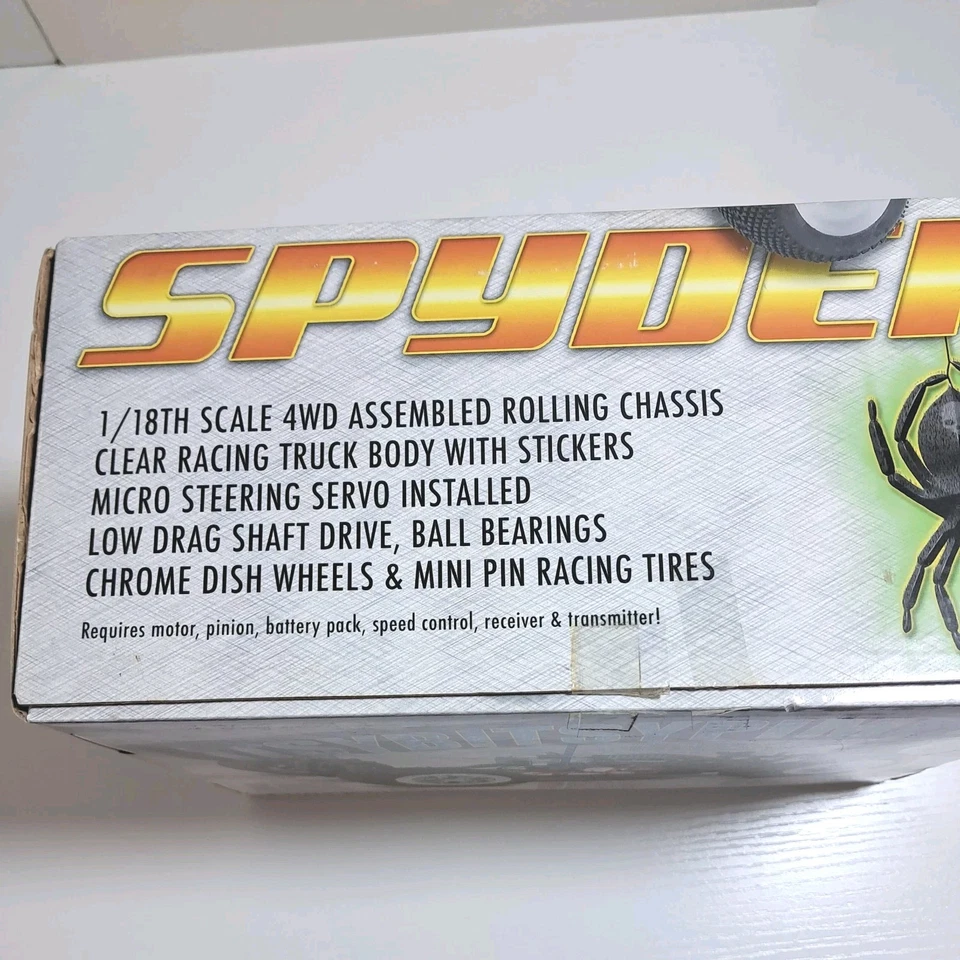 SPYDER
1/18TH SCALE 4WD ASSEMBLED ROLLING CHASSIS
CLEAR RACING TRUCK BODY WITH STICKERS
MICRO STEERING SERVO INSTALLED
LOW DRAG SHAFT DRIVE, BALL BEARINGS
CHROME DISH WHEELS & MINI PIN RACING TIRES
Requires motor, pinion, battery pack, speed control, receiver & transmitter!